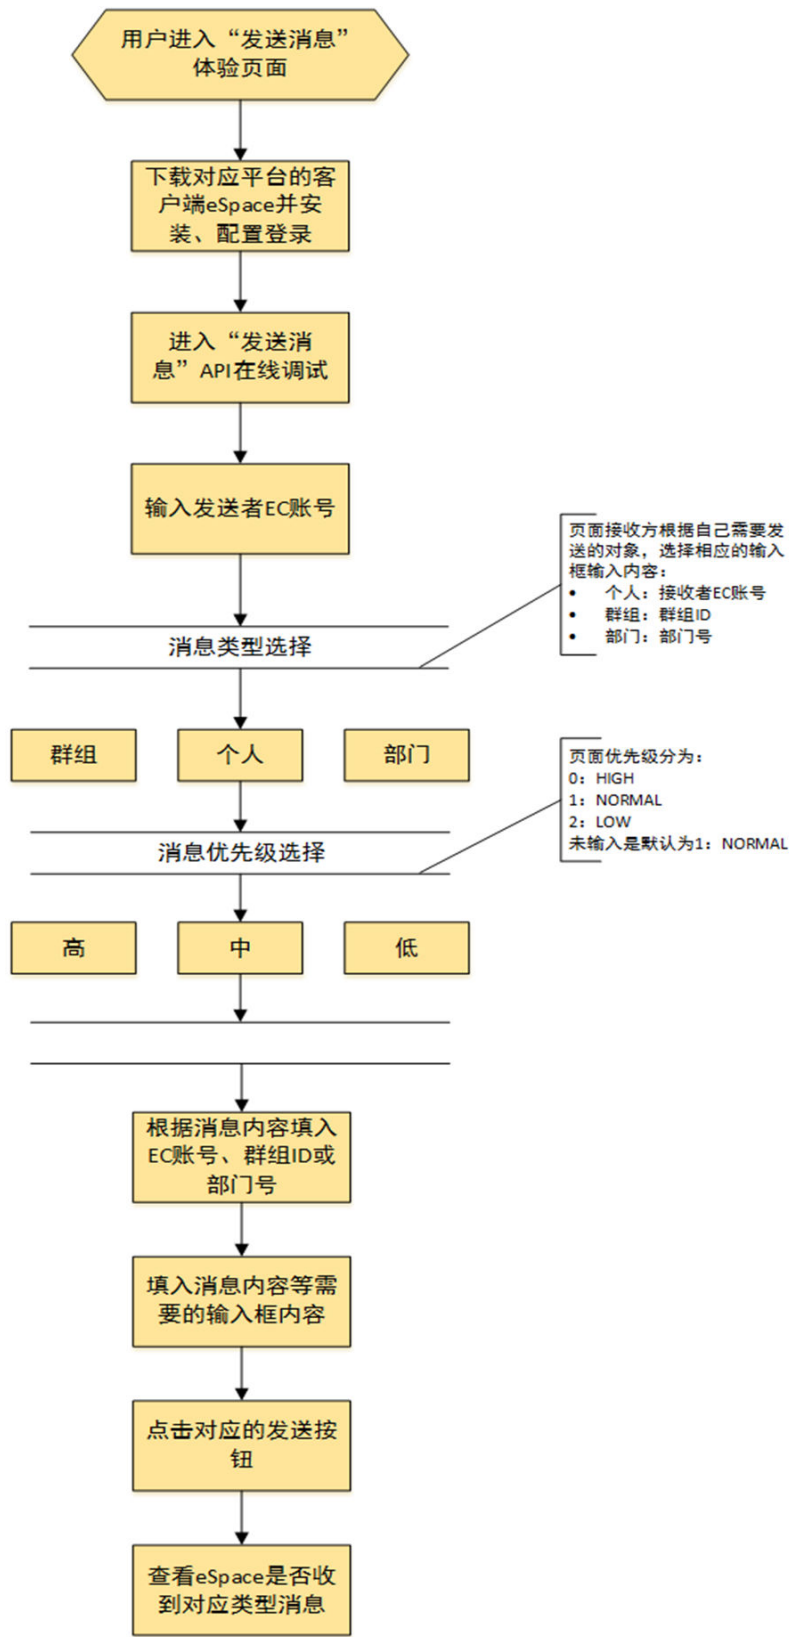 用户进入“发送消息”
体验页面
下载对应平台的客
户端eSpace并安
装、配置登录
进入“发送消
息”API在线调试
输入发送者EC账号
页面接收方根据自己需要发
送的对象，选择相应的输入
框输入内容：
• 个人：接收者EC账号
• 群组：群组ID
• 部门：部门号
消息类型选择
群组 个人 部门
页面优先级分为：
0：HIGH
1：NORMAL
2：LOW
未输入是默认为1：NORMAL
消息优先级选择
高 中 低
根据消息内容填入
EC账号、群组ID或
部门号
填入消息内容等需
要的输入框内容
点击对应的发送按
钮
查看eSpace是否收
到对应类型消息